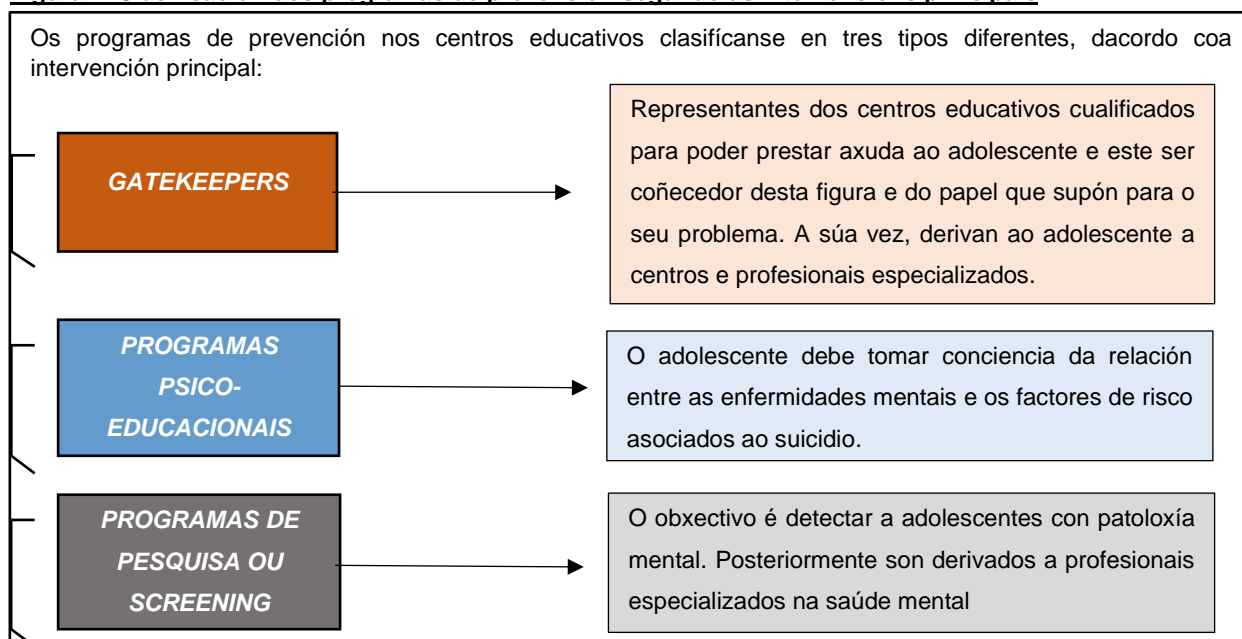 Os programas de prevención nos centros educativos clasifícanse en tres tipos diferentes, dacordo coa
intervención principal:
GATEKEEPERS
Representantes dos centros educativos cualificados
para poder prestar axuda ao adolescente e este ser
coñecedor desta figura e do papel que supón para o
seu problema. A súa vez, derivan ao adolescente a
centros e profesionais especializados.
PROGRAMAS
PSICO-
EDUCACIONAIS
O adolescente debe tomar conciencia da relación
entre as enfermidades mentais e os factores de risco
asociados ao suicidio.
PROGRAMAS DE
PESQUISA OU
SCREENING
O obxectivo é detectar a adolescentes con patoloxía
mental. Posteriormente son derivados a profesionais
especializados na saúde mental